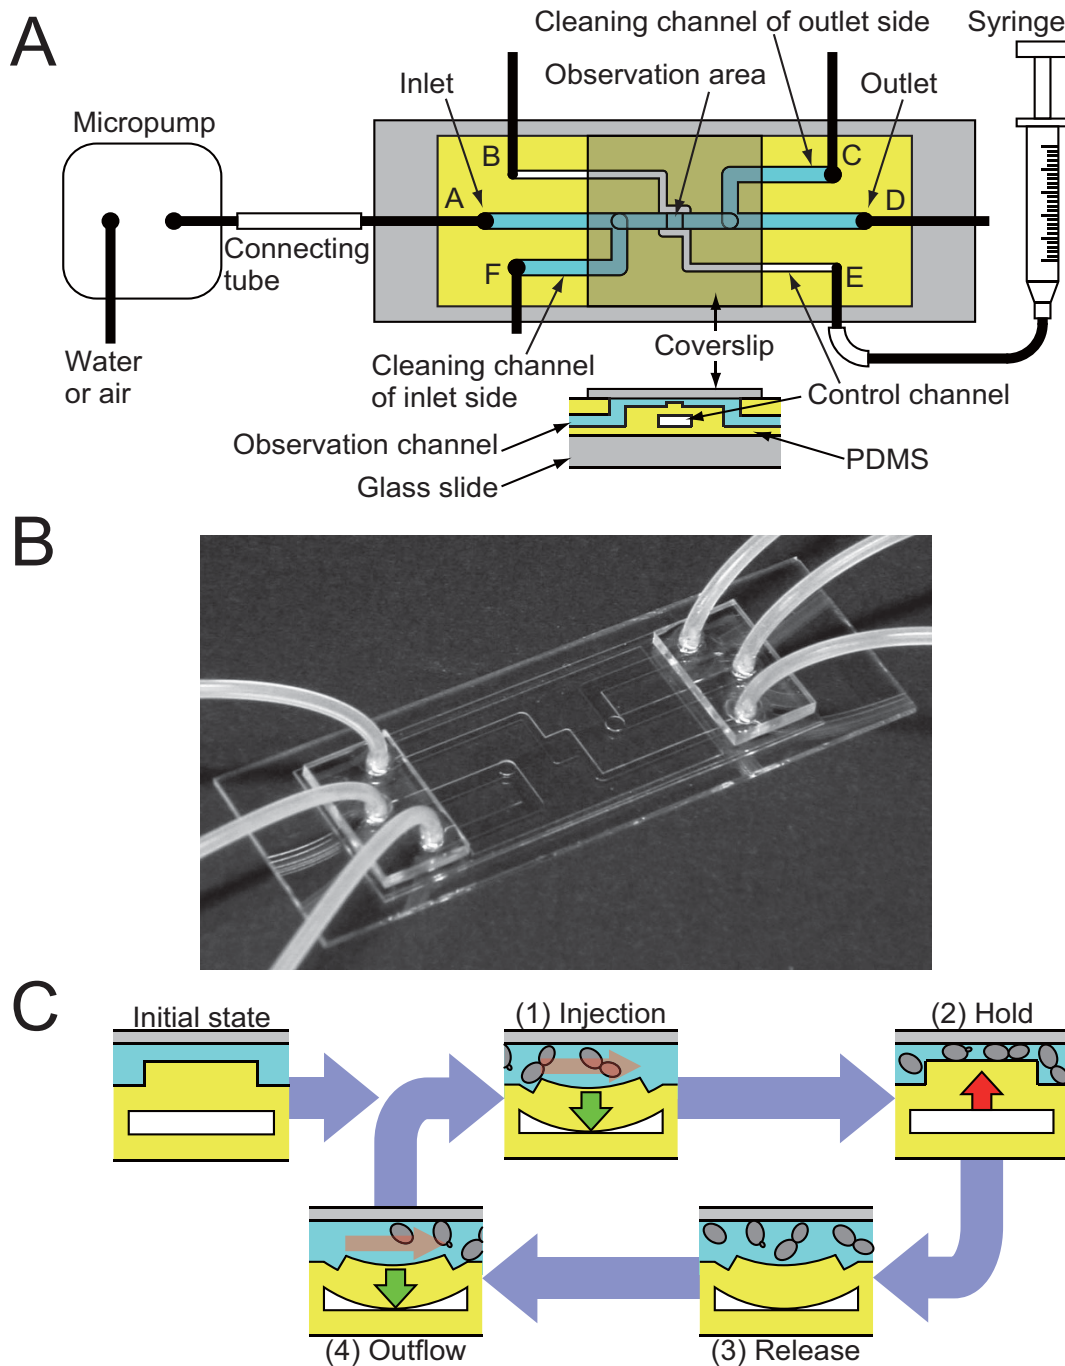 A
Cleaning channel of outlet side
Syringe
Observation area
Inlet
Outlet
Micropump
B
C
A
D
Connecting
tube
F
E
Water
or air
Coverslip
Cleaning channel
of inlet side
Control channel
Observation channel
PDMS
Glass slide
B
C
Initial state
(1) Injection
(2) Hold
(4) Outflow
(3) Release